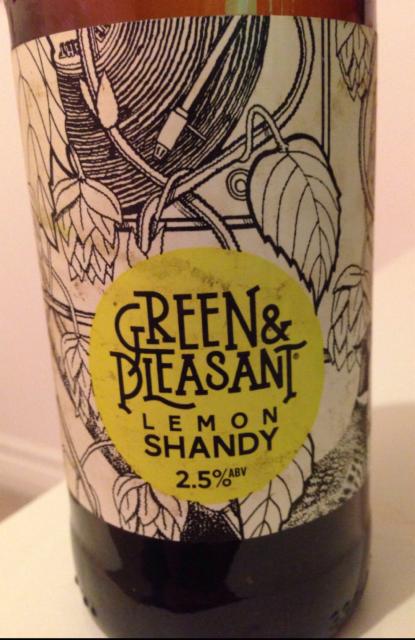 GREEN &
PLEASANT
LEMON
SHANDY
2.5% ABV